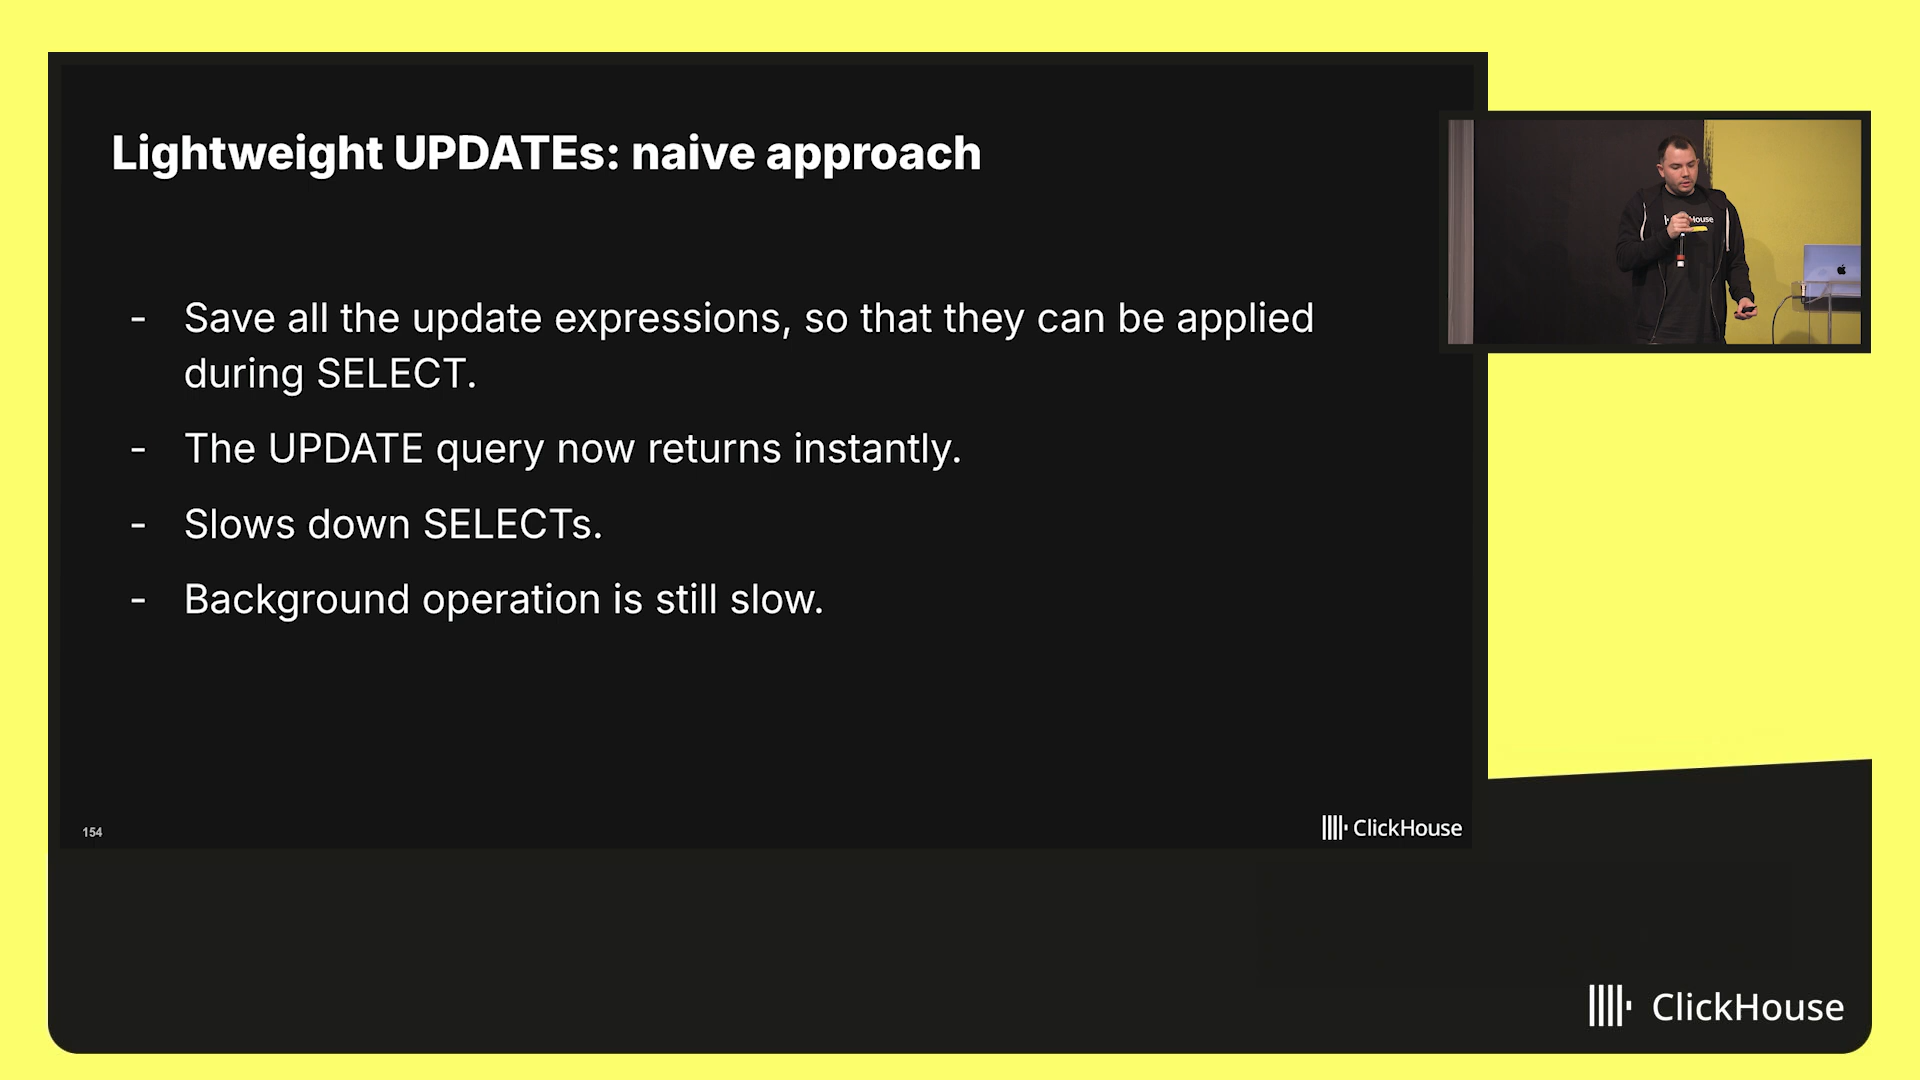 Lightweight UPDATEs: naive approach
- Save all the update expressions, so that they can be applied
during SELECT.
- The UPDATE query now returns instantly.
- Slows down SELECTs.
- Background operation is still slow.
154
ClickHouse
ClickHouse